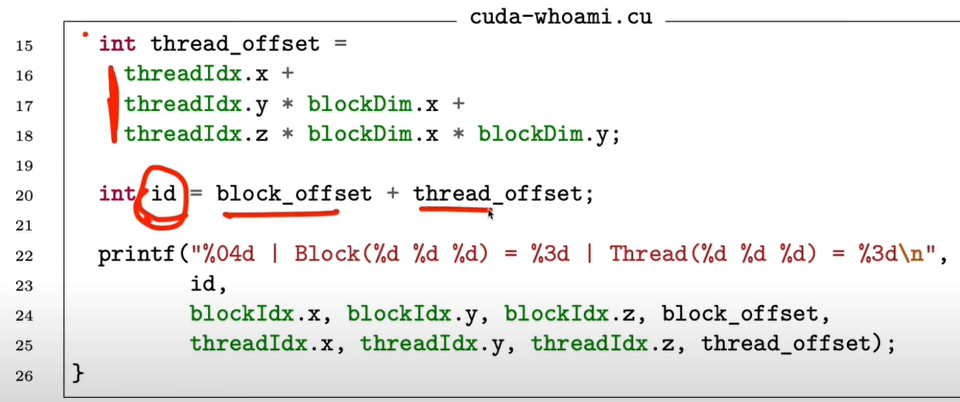 cuda-whoami.cu
15 int thread_offset =
16 threadIdx.x +
17 threadIdx.y * blockDim.x +
18 threadIdx.z * blockDim.x * blockDim.y;
19
20 int id = block_offset + thread_offset;
21
22 printf("%04d | Block(%d %d %d) = %3d | Thread(%d %d %d) = %3d\n",
23 id,
24 blockIdx.x, blockIdx.y, blockIdx.z, block_offset,
25 threadIdx.x, threadIdx.y, threadIdx.z, thread_offset);
26 }